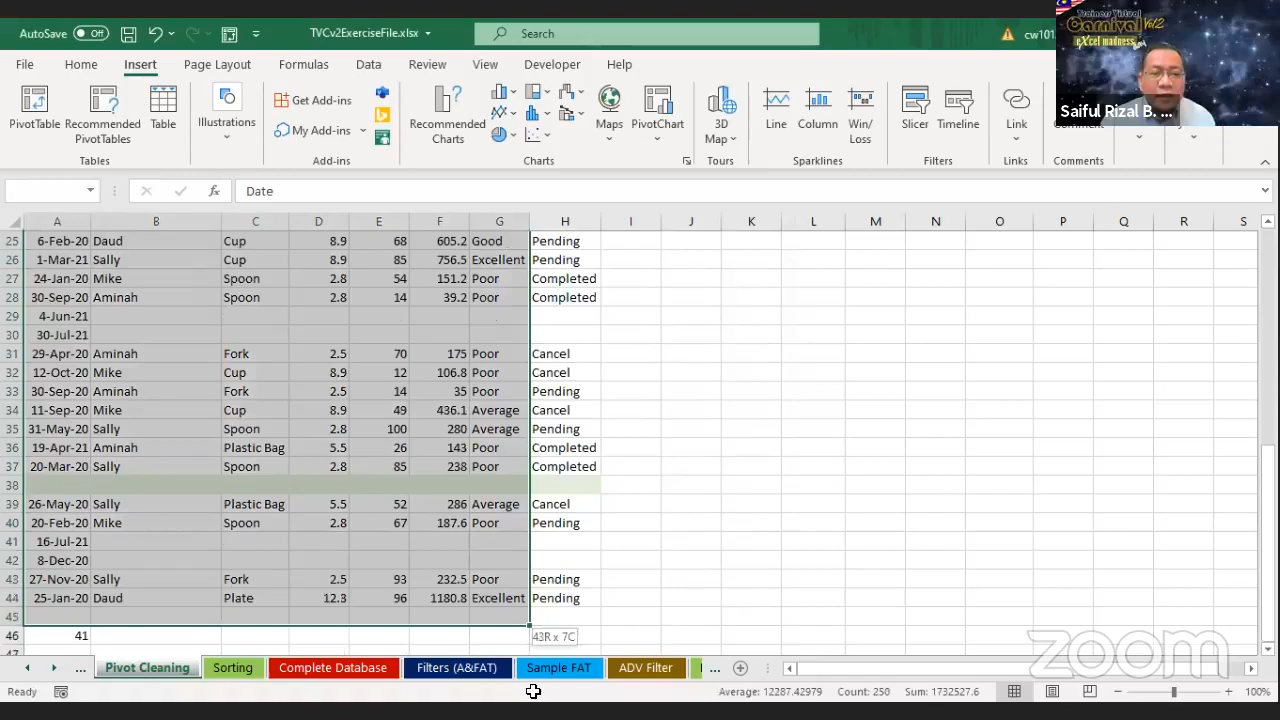 AutoSave Off TVCv2ExerciseFile.xlsx Search cw101
Trainers Virtual
Carnival Vol2
eXcel madness
Saiful Rizal B. ...
File Home Insert Page Layout Formulas Data Review View Developer Help
PivotTable Recommended PivotTables Table Illustrations Get Add-ins My Add-ins Recommended Charts Maps PivotChart 3D Map Line Column Win/Loss Slicer Timeline Link Comment
Tables Add-ins Charts Tours Sparklines Filters Links Comments
fx Date
A B C D E F G H I J K L M N O P Q R S
25 6-Feb-20 Daud Cup 8.9 68 605.2 Good Pending
26 1-Mar-21 Sally Cup 8.9 85 756.5 Excellent Pending
27 24-Jan-20 Mike Spoon 2.8 54 151.2 Poor Completed
28 30-Sep-20 Aminah Spoon 2.8 14 39.2 Poor Completed
29 4-Jun-21
30 30-Jul-21
31 29-Apr-20 Aminah Fork 2.5 70 175 Poor Cancel
32 12-Oct-20 Mike Cup 8.9 12 106.8 Poor Cancel
33 30-Sep-20 Aminah Fork 2.5 14 35 Poor Pending
34 11-Sep-20 Mike Cup 8.9 49 436.1 Average Cancel
35 31-May-20 Sally Spoon 2.8 100 280 Average Pending
36 19-Apr-21 Aminah Plastic Bag 5.5 26 143 Poor Completed
37 20-Mar-20 Sally Spoon 2.8 85 238 Poor Completed
38
39 26-May-20 Sally Plastic Bag 5.5 52 286 Average Cancel
40 20-Feb-20 Mike Spoon 2.8 67 187.6 Poor Pending
41 16-Jul-21
42 8-Dec-20
43 27-Nov-20 Sally Fork 2.5 93 232.5 Poor Pending
44 25-Jan-20 Daud Plate 12.3 96 1180.8 Excellent Pending
45
46 41 43R x 7C
... Pivot Cleaning Sorting Complete Database Filters (A&FAT) Sample FAT ADV Filter ...
Ready Average: 12287.42979 Count: 250 Sum: 1732527.6 100%
zoom